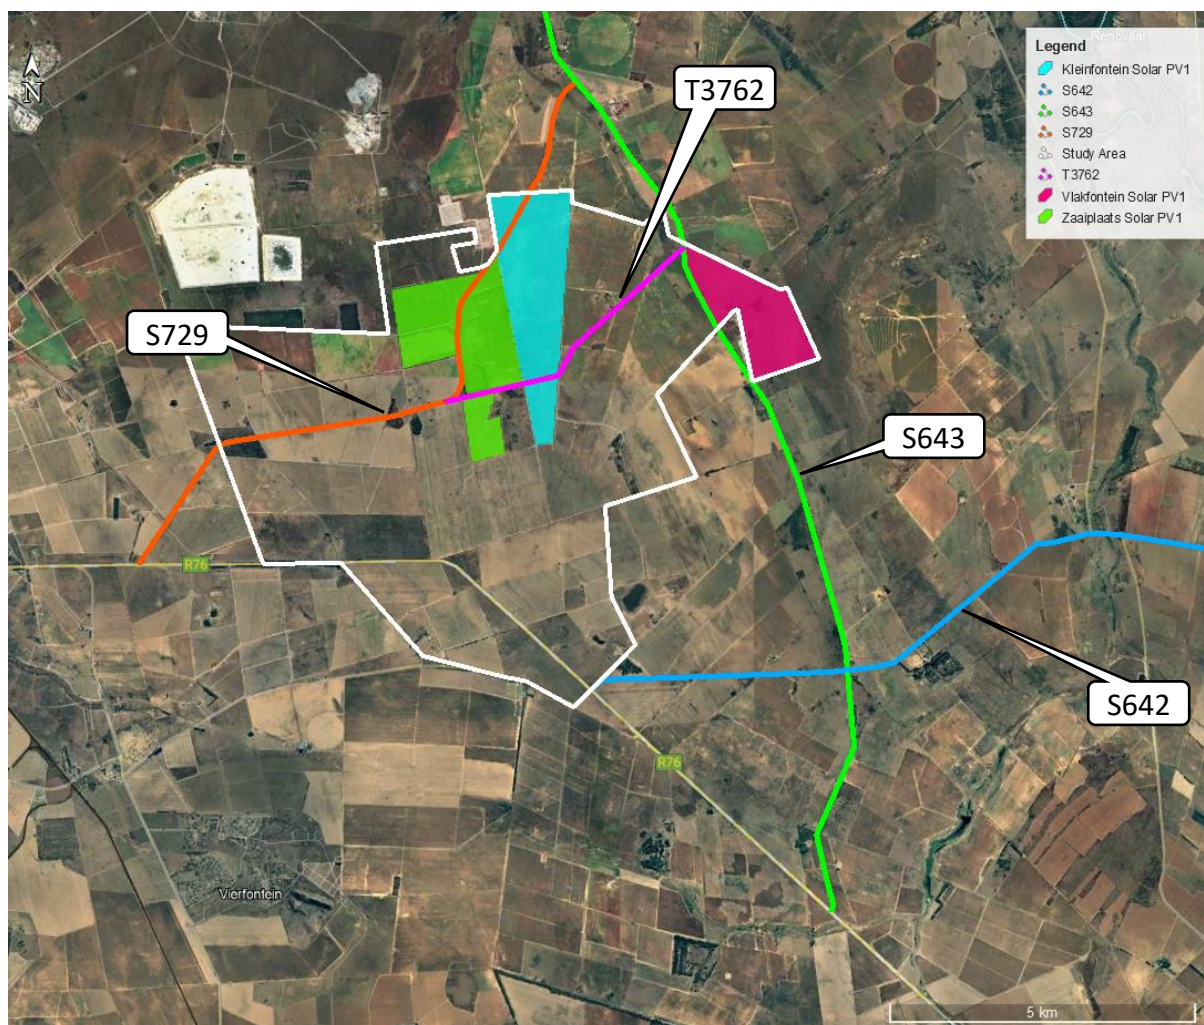 Renovaal
Legend
Kleinfontein Solar PV1
S642
S643
S729
Study Area
T3762
Vlakfontein Solar PV1
Zaaiplaats Solar PV1
N
T3762
S729
S643
R76
S642
R76
Vierfontein
5 km